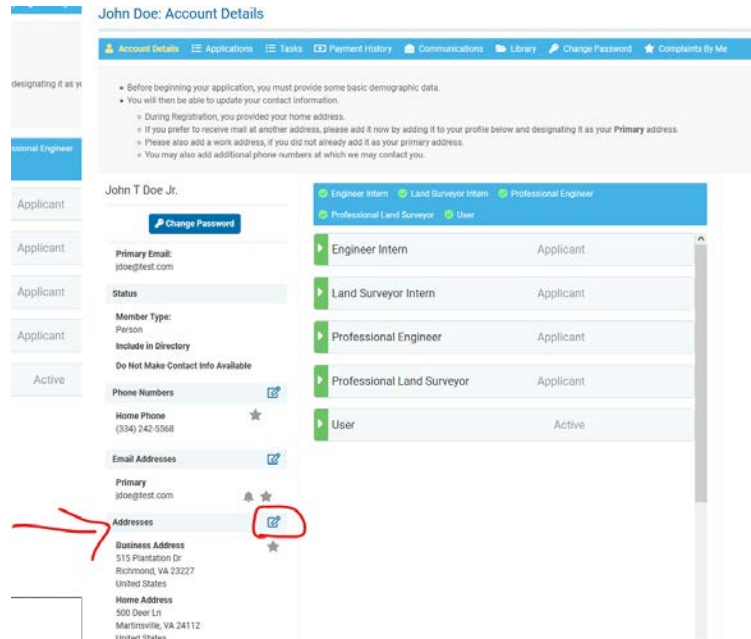 John Doe: Account Details
Account Details Applications Tasks Payment History Communications Library Change Password Complaints By Me
designating it as
Before beginning your application, you must provide some basic demographic data.
You will then be able to update your contact information.
During Registration, you provided your home address.
If you prefer to receive mail at another address, please add it now by adding it to your profile below and designating it as your Primary address.
Please also add a work address, if you did not already add it as your primary address.
You may also add additional phone numbers at which we may contact you.
Engineer
Applicant
Applicant
Applicant
Applicant
Active
John T Doe Jr.
Change Password
Primary Email:
jdoe@test.com
Status
Member Type:
Person
Include in Directory
Do Not Make Contact Info Available
Phone Numbers
Home Phone
(334) 242-5568
Email Addresses
Primary
jdoe@test.com
Addresses
Business Address
515 Plantation Dr
Richmond, VA 23227
United States
Home Address
500 Deer Ln
Martinsville, VA 24112
United States
Engineer Intern Land Surveyor Intern Professional Engineer
Professional Land Surveyor User
Engineer Intern Applicant
Land Surveyor Intern Applicant
Professional Engineer Applicant
Professional Land Surveyor Applicant
User Active